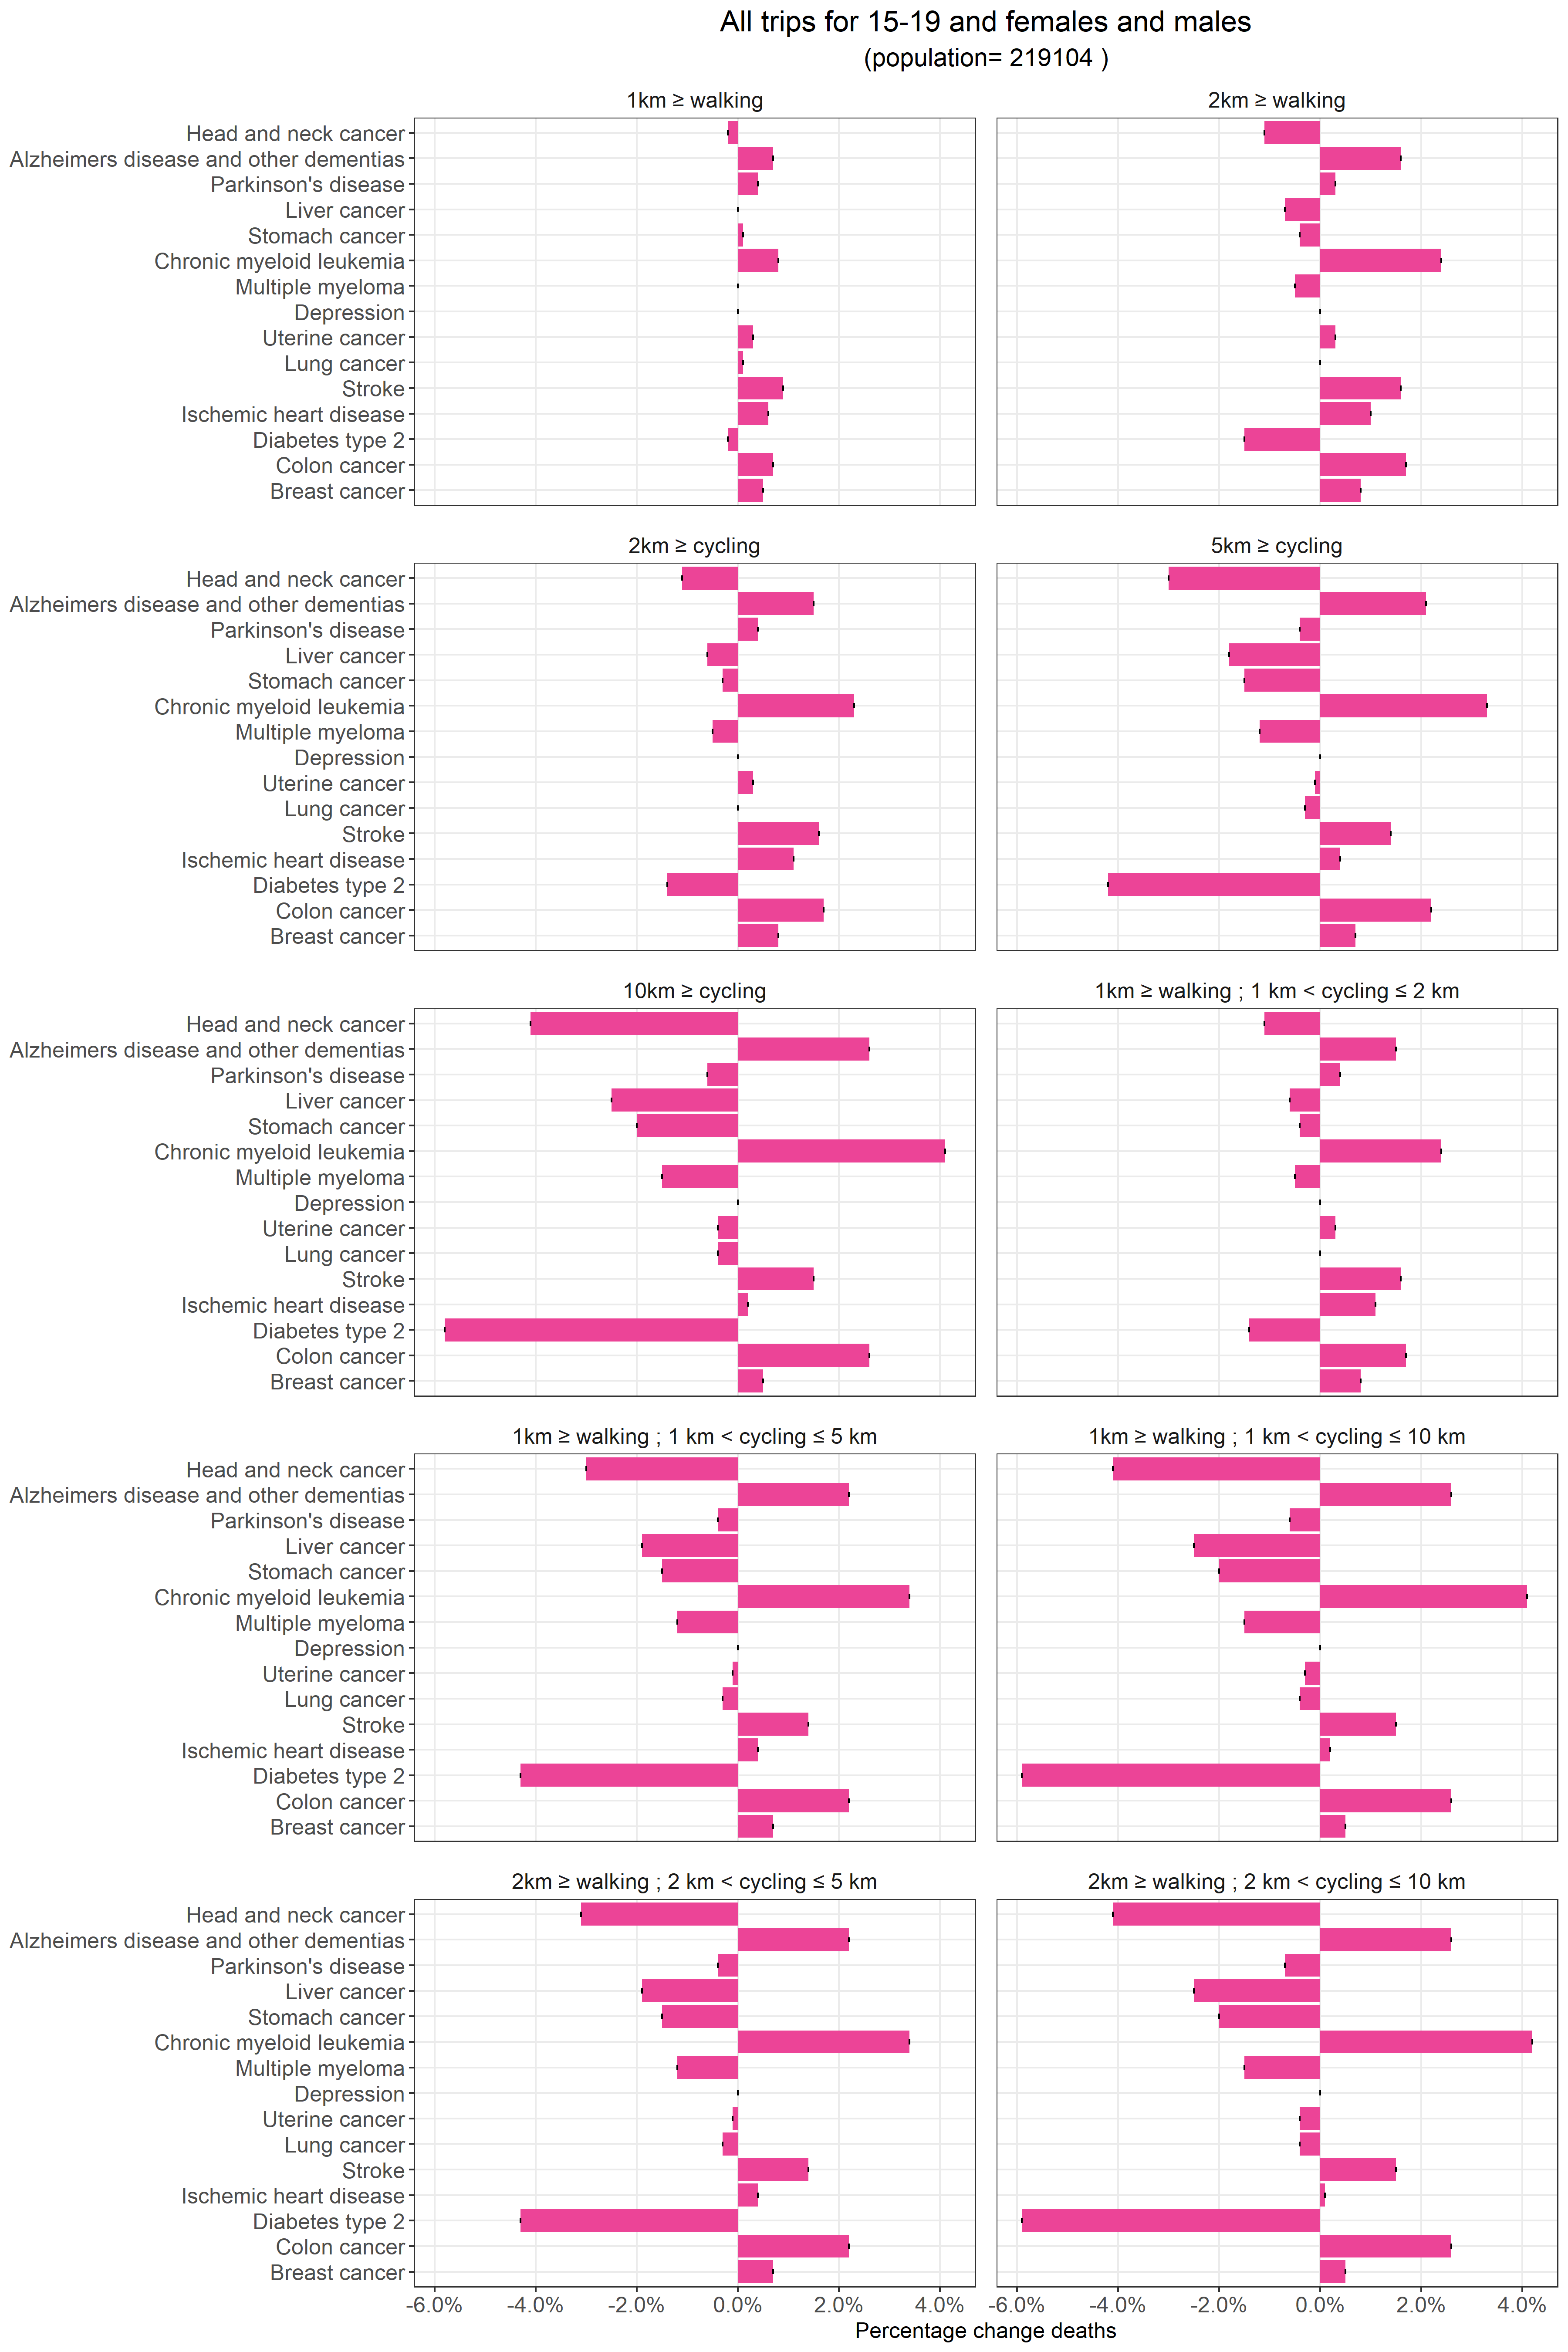 All trips for 15-19 and females and males
(population= 219104 )
1km ≥ walking
2km ≥ walking
Head and neck cancer
Alzheimers disease and other dementias
Parkinson's disease
Liver cancer
Stomach cancer
Chronic myeloid leukemia
Multiple myeloma
Depression
Uterine cancer
Lung cancer
Stroke
Ischemic heart disease
Diabetes type 2
Colon cancer
Breast cancer
2km ≥ cycling
5km ≥ cycling
Head and neck cancer
Alzheimers disease and other dementias
Parkinson's disease
Liver cancer
Stomach cancer
Chronic myeloid leukemia
Multiple myeloma
Depression
Uterine cancer
Lung cancer
Stroke
Ischemic heart disease
Diabetes type 2
Colon cancer
Breast cancer
10km ≥ cycling
1km ≥ walking ; 1 km < cycling ≤ 2 km
Head and neck cancer
Alzheimers disease and other dementias
Parkinson's disease
Liver cancer
Stomach cancer
Chronic myeloid leukemia
Multiple myeloma
Depression
Uterine cancer
Lung cancer
Stroke
Ischemic heart disease
Diabetes type 2
Colon cancer
Breast cancer
1km ≥ walking ; 1 km < cycling ≤ 5 km
1km ≥ walking ; 1 km < cycling ≤ 10 km
Head and neck cancer
Alzheimers disease and other dementias
Parkinson's disease
Liver cancer
Stomach cancer
Chronic myeloid leukemia
Multiple myeloma
Depression
Uterine cancer
Lung cancer
Stroke
Ischemic heart disease
Diabetes type 2
Colon cancer
Breast cancer
2km ≥ walking ; 2 km < cycling ≤ 5 km
2km ≥ walking ; 2 km < cycling ≤ 10 km
Head and neck cancer
Alzheimers disease and other dementias
Parkinson's disease
Liver cancer
Stomach cancer
Chronic myeloid leukemia
Multiple myeloma
Depression
Uterine cancer
Lung cancer
Stroke
Ischemic heart disease
Diabetes type 2
Colon cancer
Breast cancer
-6.0% -4.0% -2.0% 0.0% 2.0% 4.0% -6.0% -4.0% -2.0% 0.0% 2.0% 4.0%
Percentage change deaths